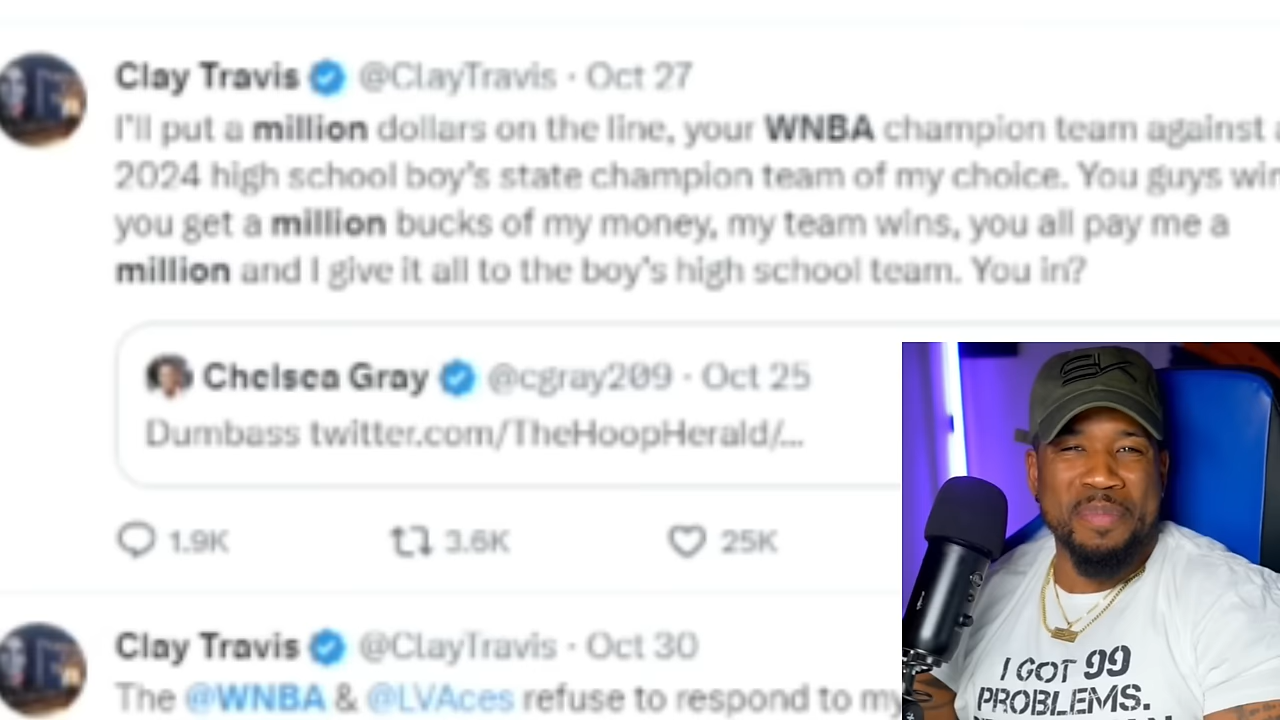 Clay Travis @ClayTravis · Oct 27
I'll put a million dollars on the line, your WNBA champion team against
2024 high school boy's state champion team of my choice. You guys win
you get a million bucks of my money, my team wins, you all pay me a
million and I give it all to the boy's high school team. You in?
Chelsea Gray @cgray209 · Oct 25
Dumbass twitter.com/TheHoopHerald/...
1.9K 3.6K 25K
Clay Travis @ClayTravis · Oct 30
The @WNBA & @LVAces refuse to respond to my
I GOT 99
PROBLEMS.